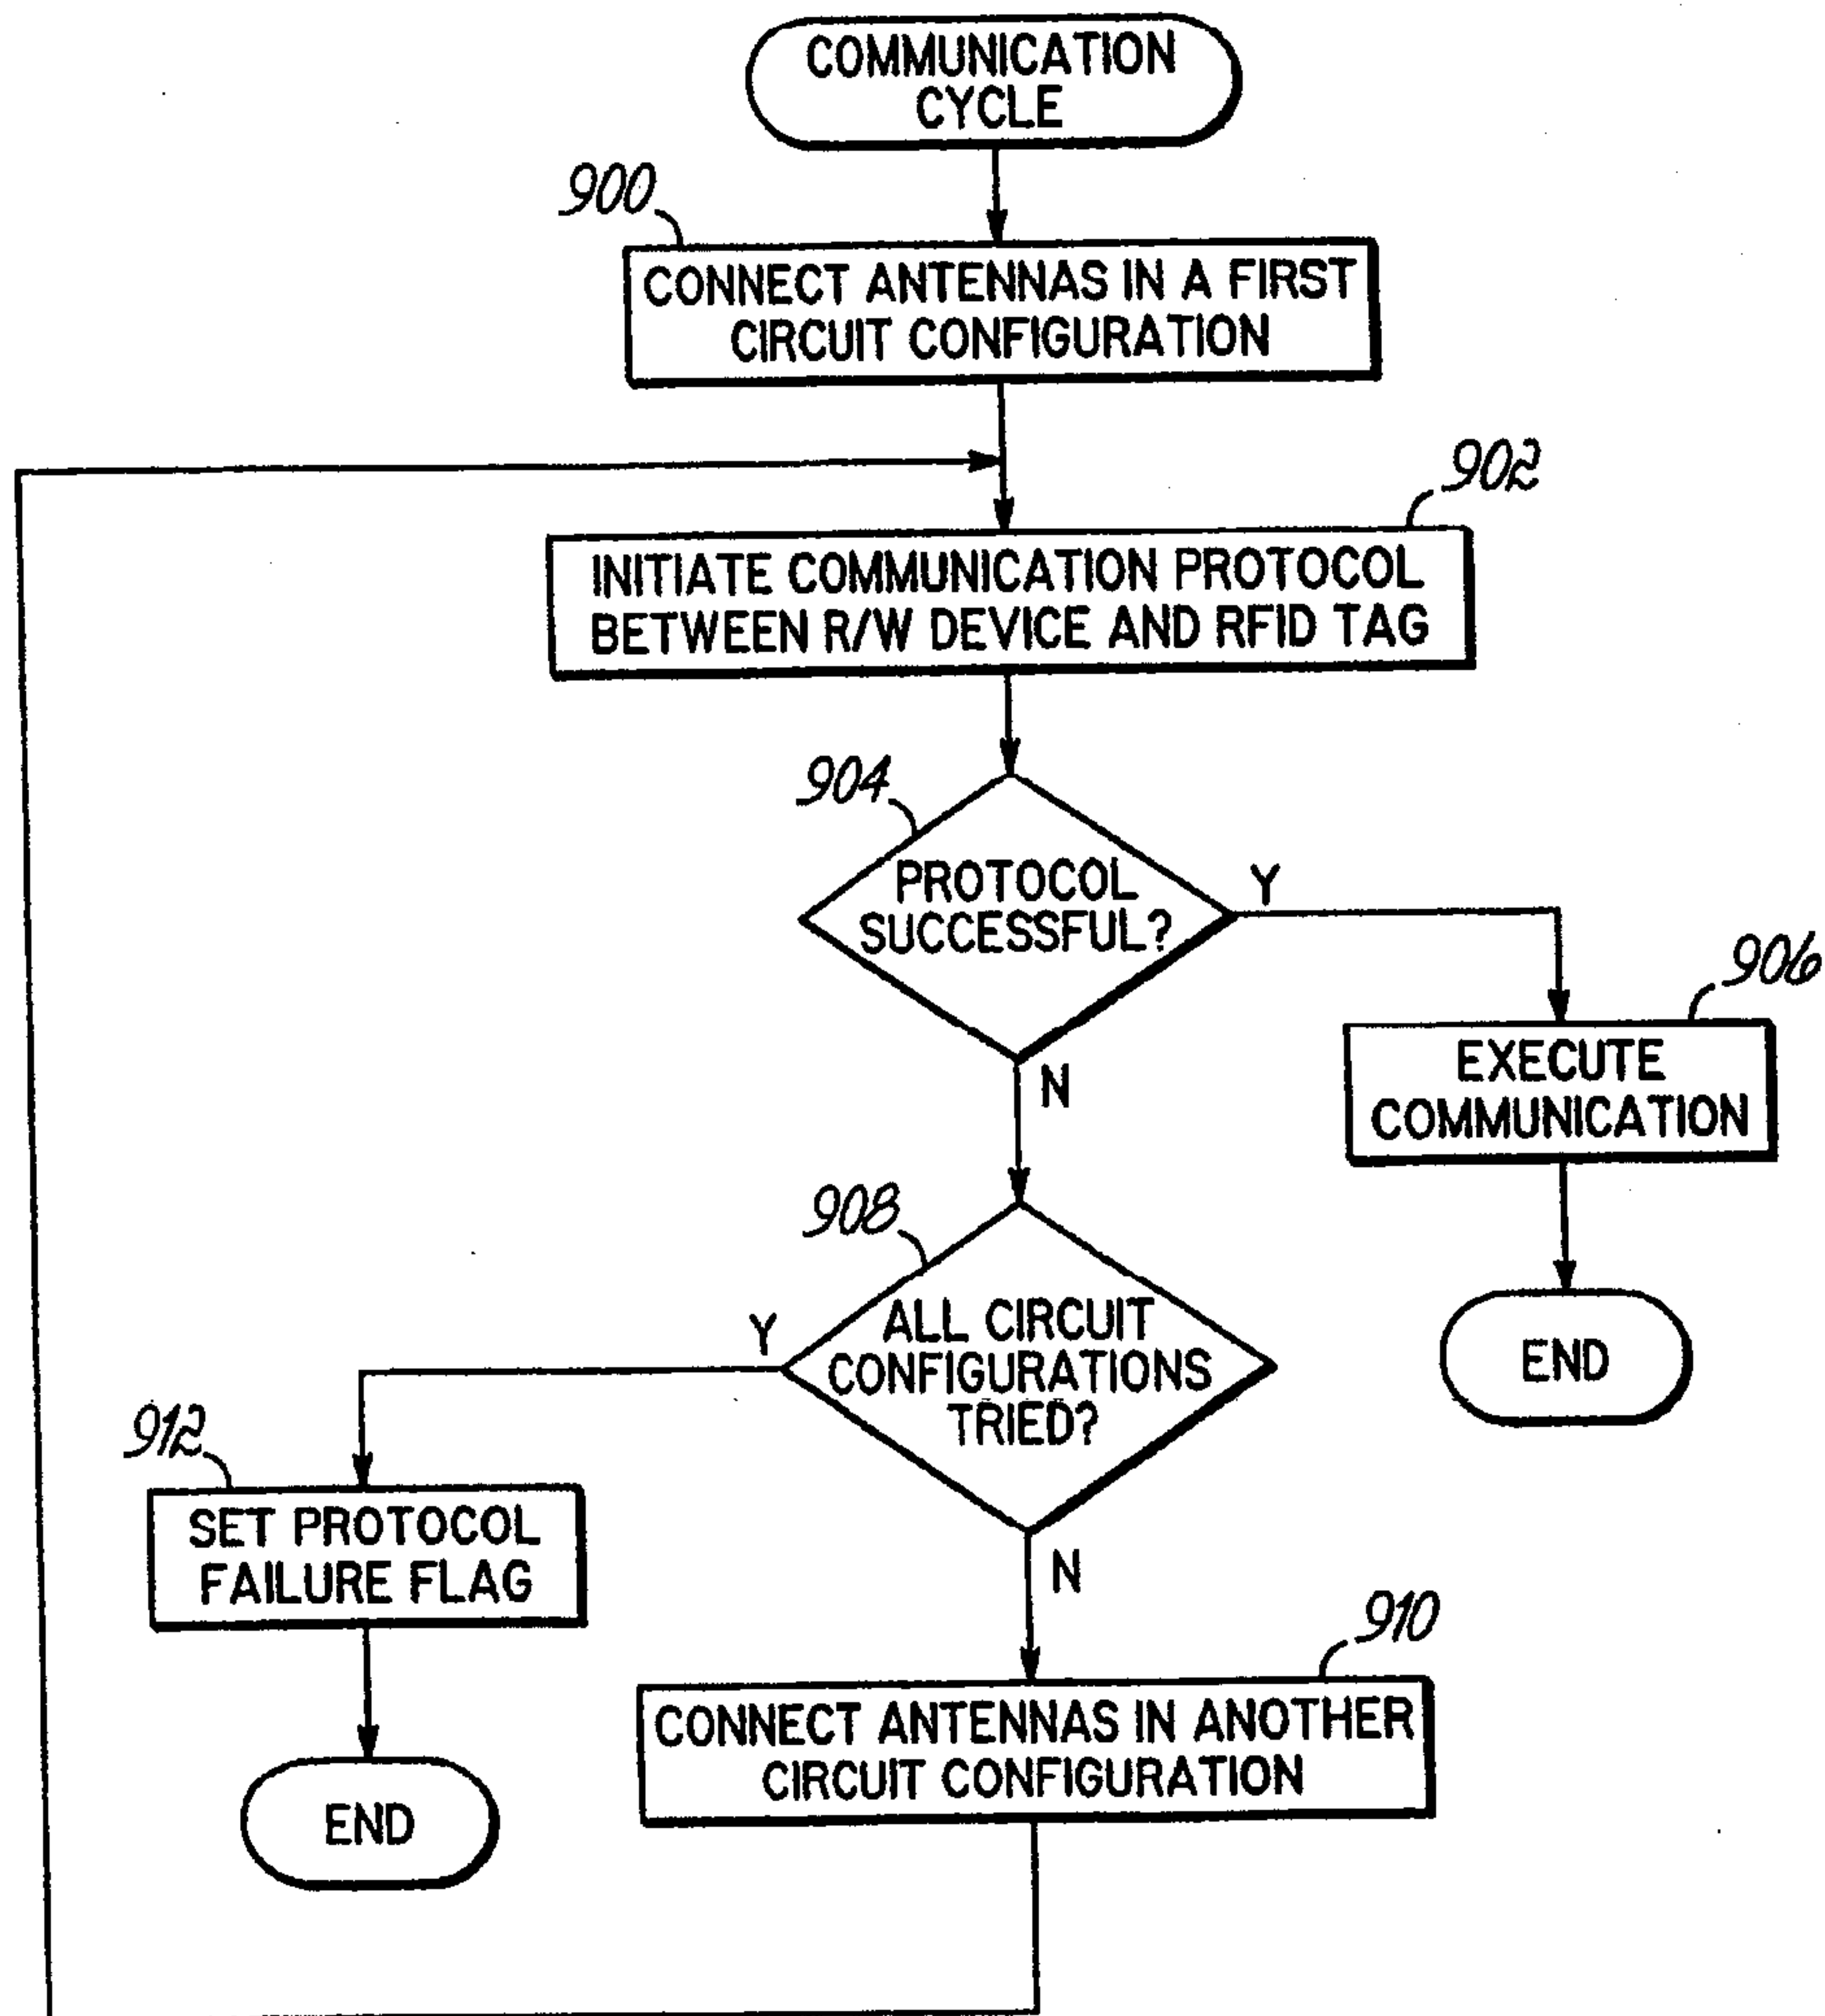 COMMUNICATION
CYCLE
900
CONNECT ANTENNAS IN A FIRST
CIRCUIT CONFIGURATION
902
INITIATE COMMUNICATION PROTOCOL
BETWEEN R/W DEVICE AND RFID TAG
904
PROTOCOL
SUCCESSFUL?
Y
N
906
EXECUTE
COMMUNICATION
END
908
ALL CIRCUIT
CONFIGURATIONS
TRIED?
Y
N
912
SET PROTOCOL
FAILURE FLAG
END
910
CONNECT ANTENNAS IN ANOTHER
CIRCUIT CONFIGURATION